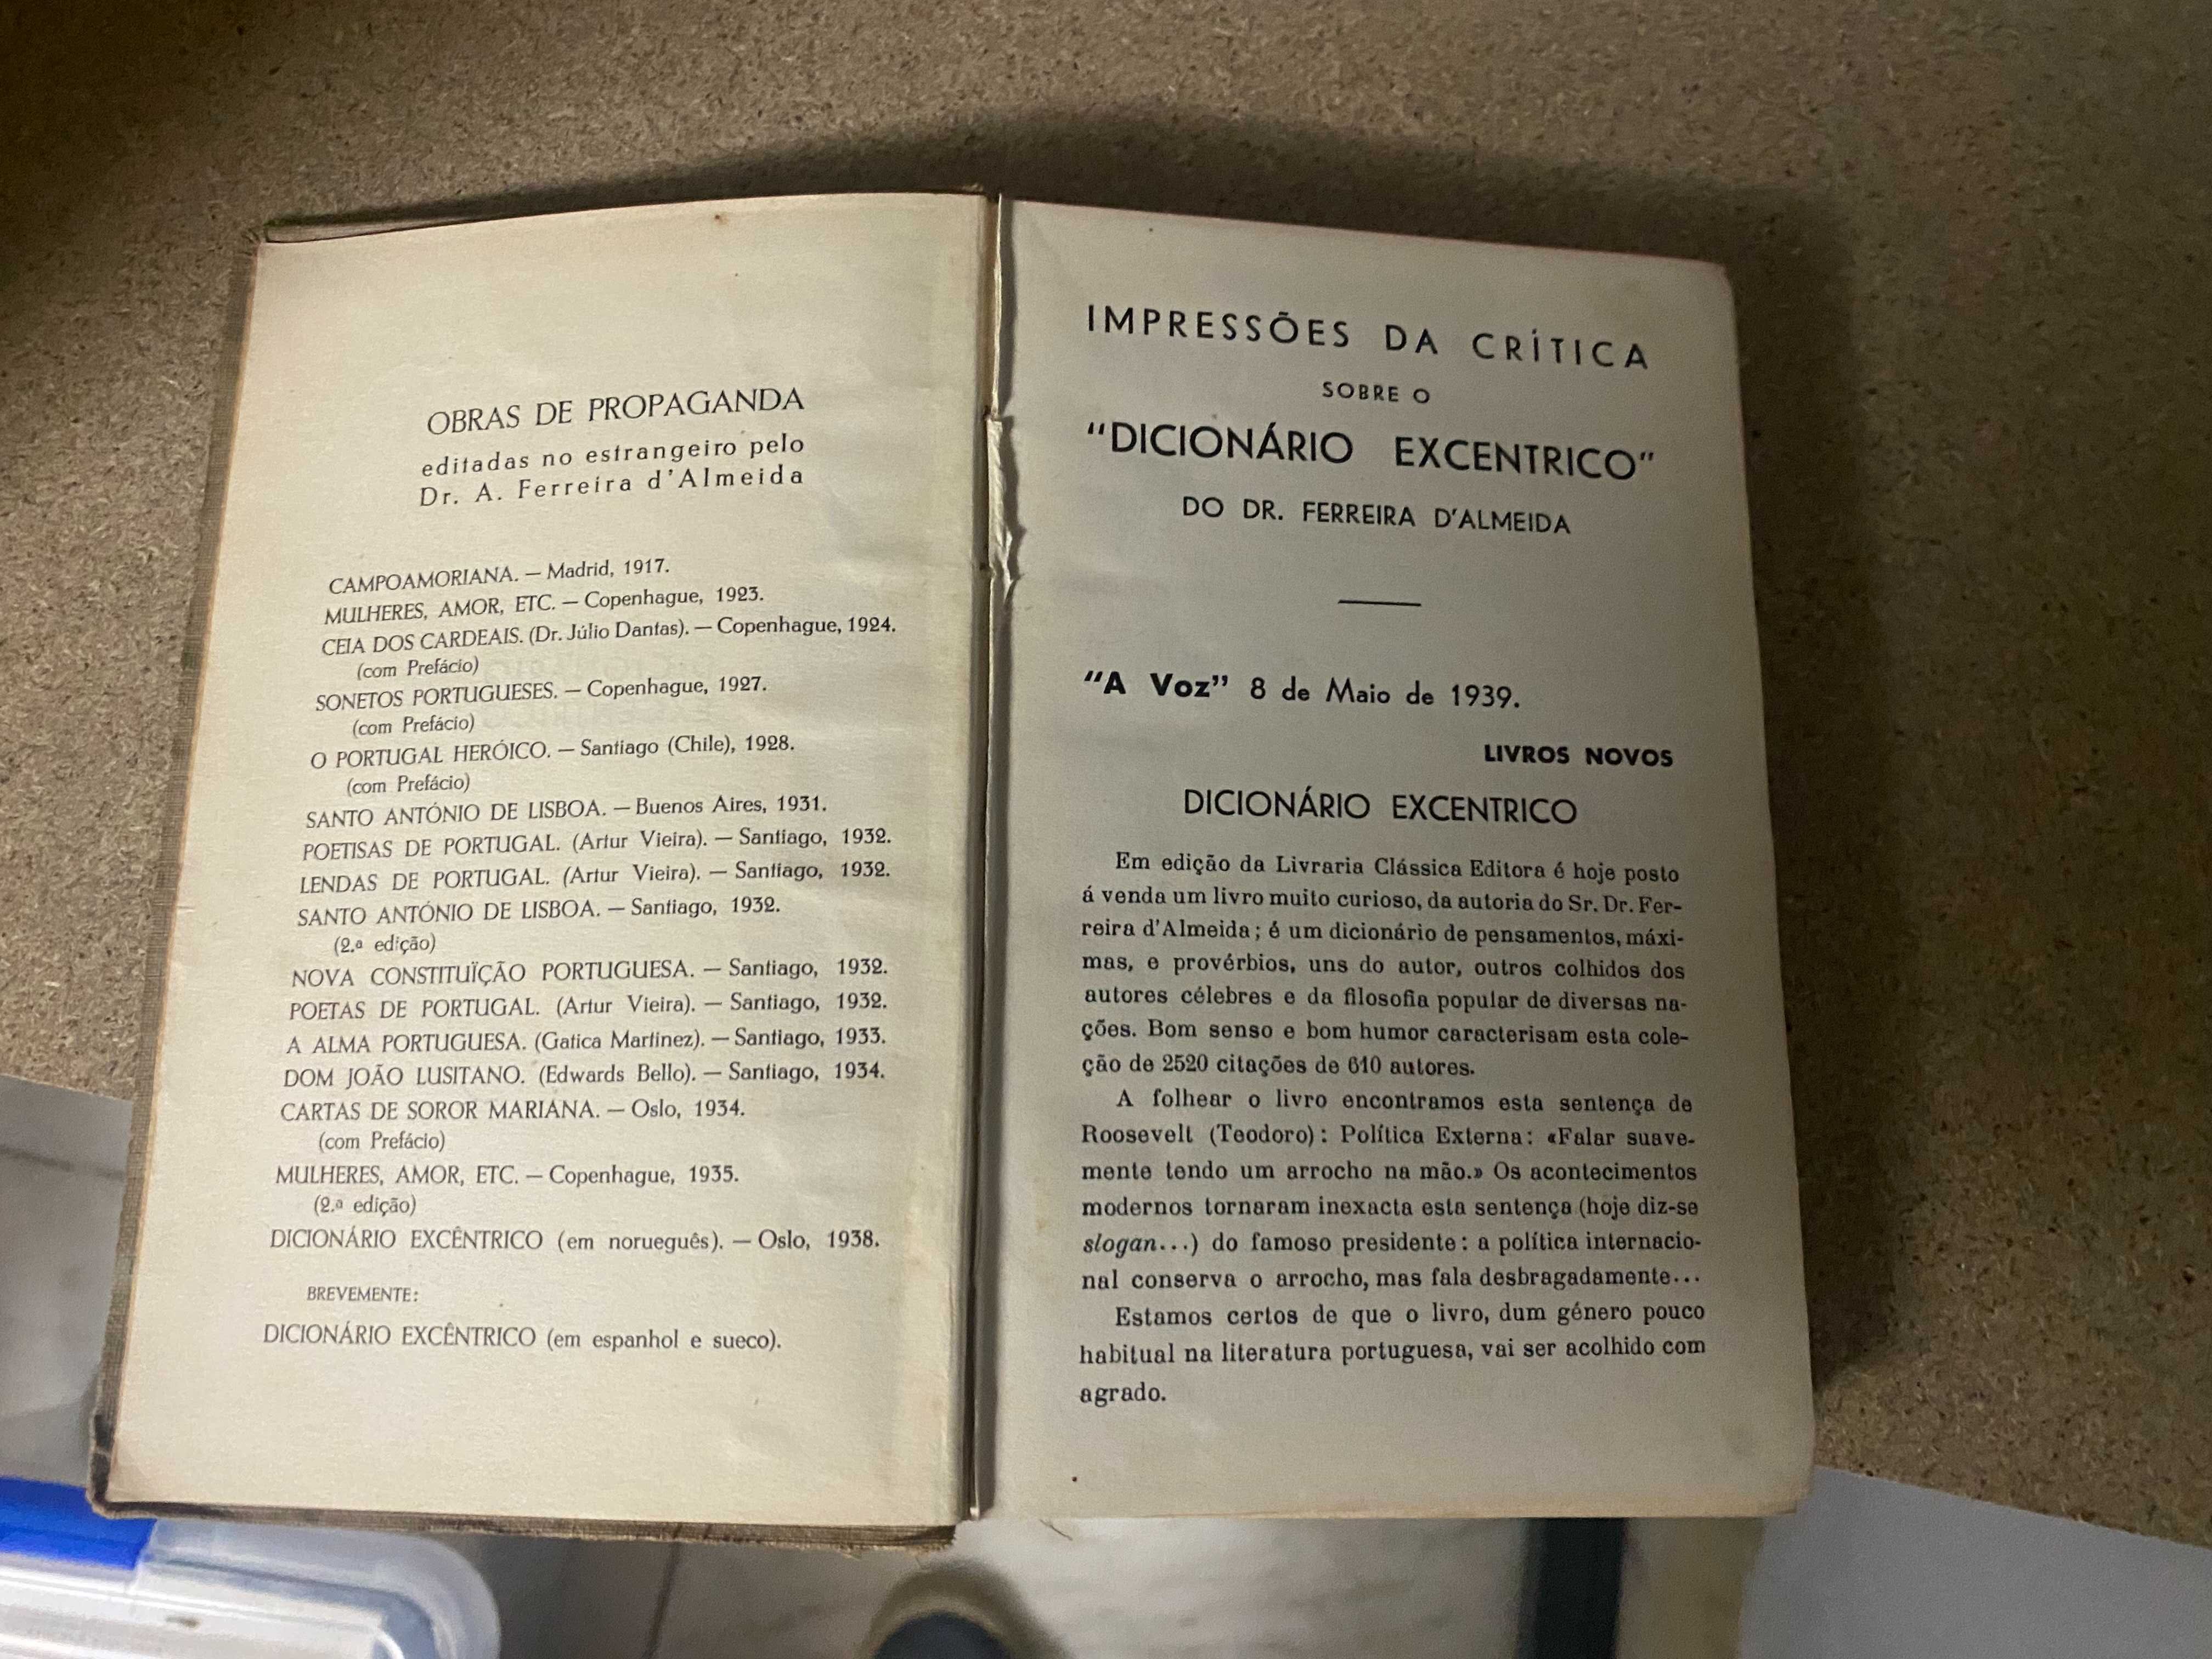 OBRAS DE PROPAGANDA
editadas no estrangeiro pelo
Dr. A. Ferreira d'Almeida
CAMPOAMORIANA. — Madrid, 1917.
MULHERES, AMOR, ETC. — Copenhague, 1923.
CEIA DOS CARDEAIS. (Dr. Júlio Dantas). — Copenhague, 1924.
(com Prefácio)
SONETOS PORTUGUESES. — Copenhague, 1927.
(com Prefácio)
O PORTUGAL HERÓICO. — Santiago (Chile), 1928.
(com Prefácio)
SANTO ANTÓNIO DE LISBOA. — Buenos Aires, 1931.
POETISAS DE PORTUGAL. (Artur Vieira). — Santiago, 1932.
LENDAS DE PORTUGAL. (Artur Vieira). — Santiago, 1932.
SANTO ANTÓNIO DE LISBOA. — Santiago, 1932.
(2.ª edição)
NOVA CONSTITUÏÇÃO PORTUGUESA. — Santiago, 1932.
POETAS DE PORTUGAL. (Artur Vieira). — Santiago, 1932.
A ALMA PORTUGUESA. (Gatica Martinez). — Santiago, 1933.
DOM JOÃO LUSITANO. (Edwards Bello). — Santiago, 1934.
CARTAS DE SOROR MARIANA. — Oslo, 1934.
(com Prefácio)
MULHERES, AMOR, ETC. — Copenhague, 1935.
(2.ª edição)
DICIONÁRIO EXCÊNTRICO (em norueguês). — Oslo, 1938.
BREVEMENTE:
DICIONÁRIO EXCÊNTRICO (em espanhol e sueco).
IMPRESSÕES DA CRÍTICA
SOBRE O
"DICIONÁRIO EXCENTRICO"
DO DR. FERREIRA D'ALMEIDA
"A Voz" 8 de Maio de 1939.
LIVROS NOVOS
DICIONÁRIO EXCENTRICO
Em edição da Livraria Clássica Editora é hoje posto
á venda um livro muito curioso, da autoria do Sr. Dr. Fer-
reira d'Almeida; é um dicionário de pensamentos, máxi-
mas, e provérbios, uns do autor, outros colhidos dos
autores célebres e da filosofia popular de diversas na-
ções. Bom senso e bom humor caracterisam esta cole-
ção de 2520 citações de 610 autores.
A folhear o livro encontramos esta sentença de
Roosevelt (Teodoro): Política Externa: «Falar suave-
mente tendo um arrocho na mão.» Os acontecimentos
modernos tornaram inexacta esta sentença (hoje diz-se
slogan...) do famoso presidente: a política internacio-
nal conserva o arrocho, mas fala desbragadamente...
Estamos certos de que o livro, dum género pouco
habitual na literatura portuguesa, vai ser acolhido com
agrado.